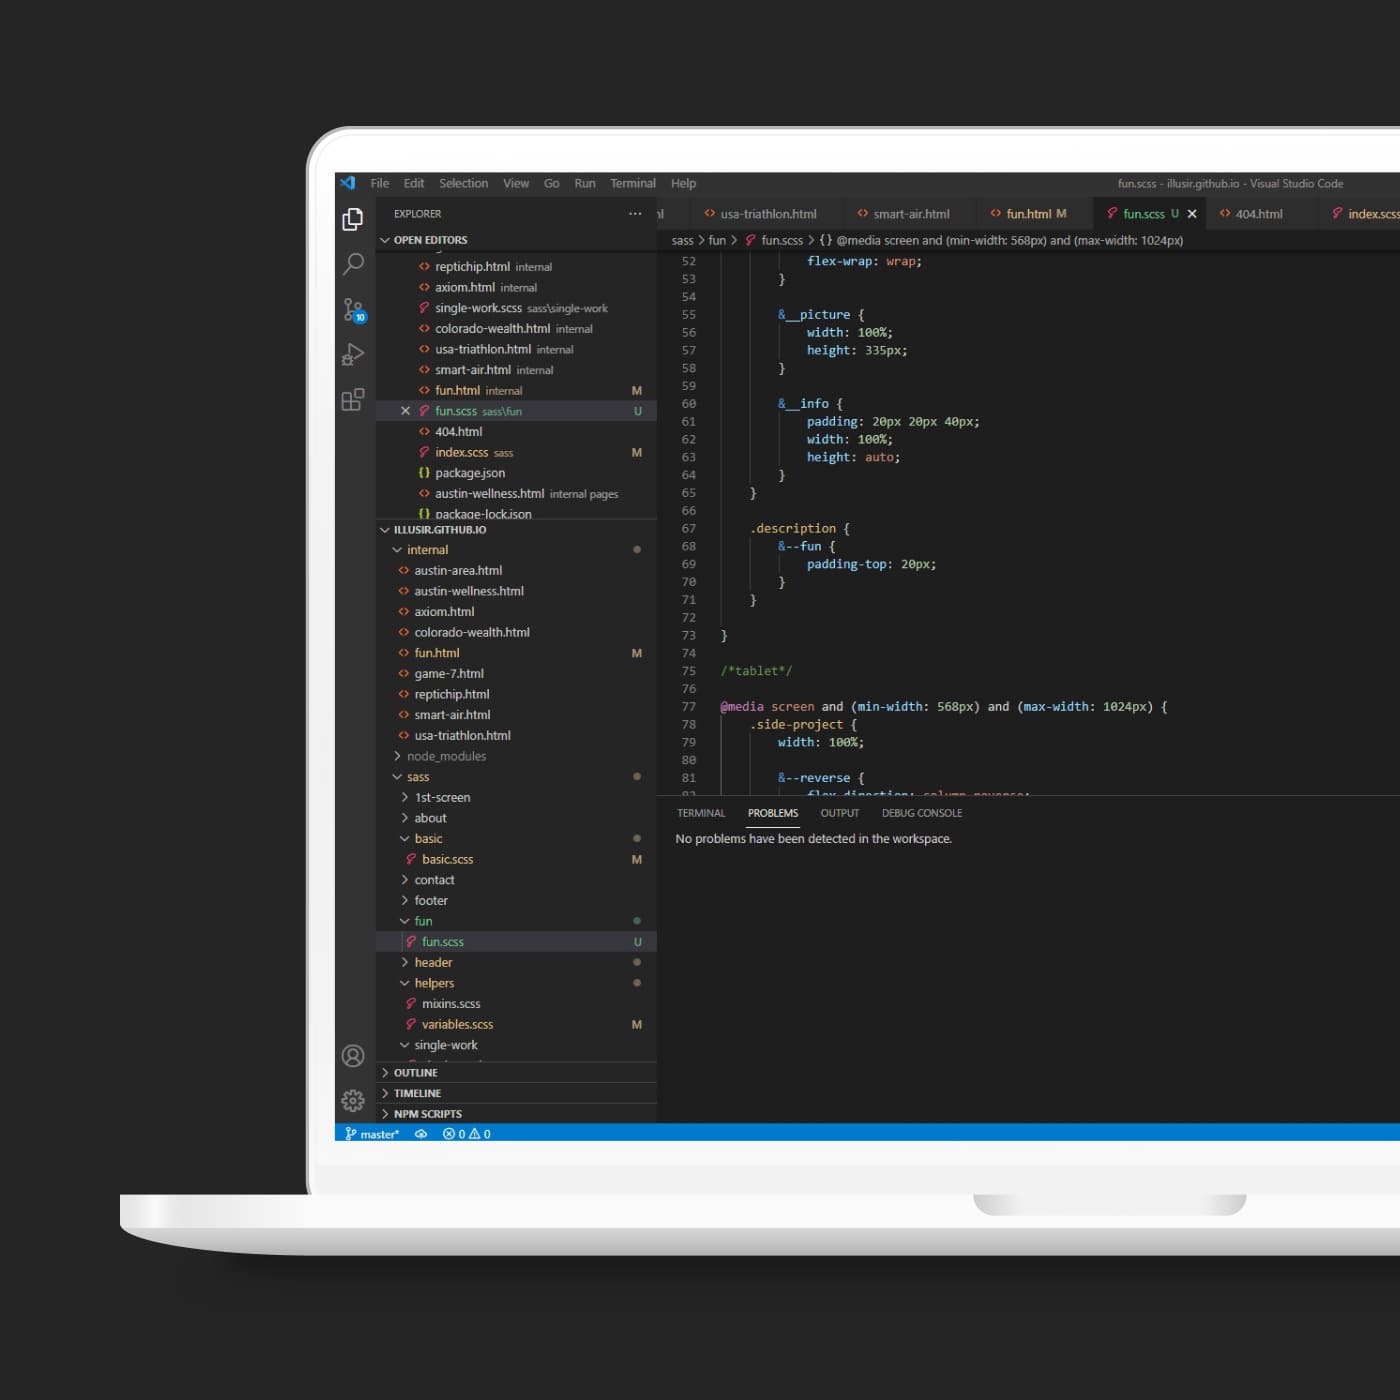 File Edit Selection View Go Run Terminal Help
fun.scss - illusir.github.io - Visual Studio Code
EXPLORER
usa-triathlon.html
smart-air.html
fun.html M
fun.scss U
404.html
index.scss
sass > fun > fun.scss > {} @media screen and (min-width: 568px) and (max-width: 1024px)
OPEN EDITORS
reptichip.html internal
axiom.html internal
single-work.scss sass\single-work
colorado-wealth.html internal
usa-triathlon.html internal
smart-air.html internal
fun.html internal M
fun.scss sass\fun U
404.html
index.scss sass M
{} package.json
austin-wellness.html internal pages
{} package-lock.json
10
ILLUSIR.GITHUB.IO
internal
austin-area.html
austin-wellness.html
axiom.html
colorado-wealth.html
fun.html M
game-7.html
reptichip.html
smart-air.html
usa-triathlon.html
node_modules
sass
1st-screen
about
basic
basic.scss M
contact
footer
fun
fun.scss U
header
helpers
mixins.scss
variables.scss M
single-work
OUTLINE
TIMELINE
NPM SCRIPTS
52 flex-wrap: wrap;
53 }
54
55 &__picture {
56 width: 100%;
57 height: 335px;
58 }
59
60 &__info {
61 padding: 20px 20px 40px;
62 width: 100%;
63 height: auto;
64 }
65 }
66
67 .description {
68 &--fun {
69 padding-top: 20px;
70 }
71 }
72
73 }
74
75 /*tablet*/
76
77 @media screen and (min-width: 568px) and (max-width: 1024px) {
78 .side-project {
79 width: 100%;
80
81 &--reverse {
82 flex-direction: column-reverse;
TERMINAL PROBLEMS OUTPUT DEBUG CONSOLE
No problems have been detected in the workspace.
master* 0 0